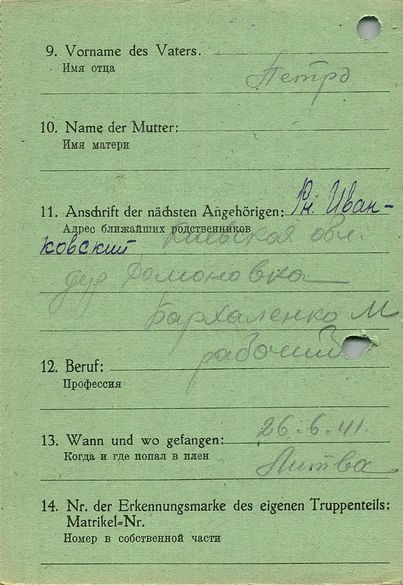 9. Vorname des Vaters.
Имя отца
Петро
10. Name der Mutter:
Имя матери
11. Anschrift der nächsten Angehörigen: Рн. Иван-
Адрес ближайших родственников
ковский Киевская обл.
дер Домоновка
Бархаленко М
рабочий
12. Beruf:
Профессия
13. Wann und wo gefangen: 26.6.41.
Когда и где попал в плен
Литва
14. Nr. der Erkennungsmarke des eigenen Truppenteils:
Matrikel=Nr.
Номер в собственной части